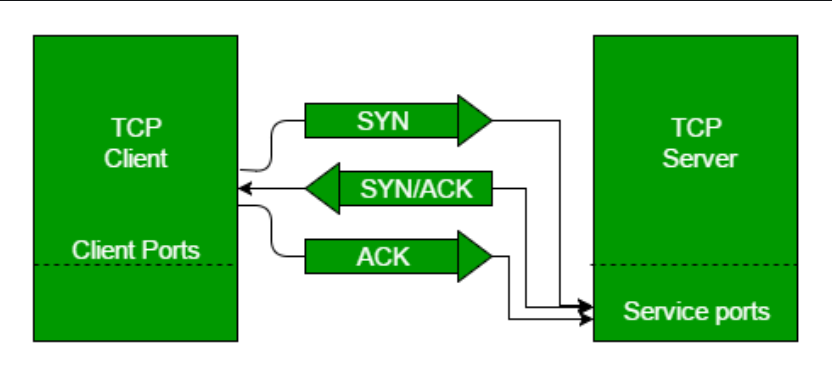 TCP
Client
Client Ports
SYN
SYN/ACK
ACK
TCP
Server
Service ports